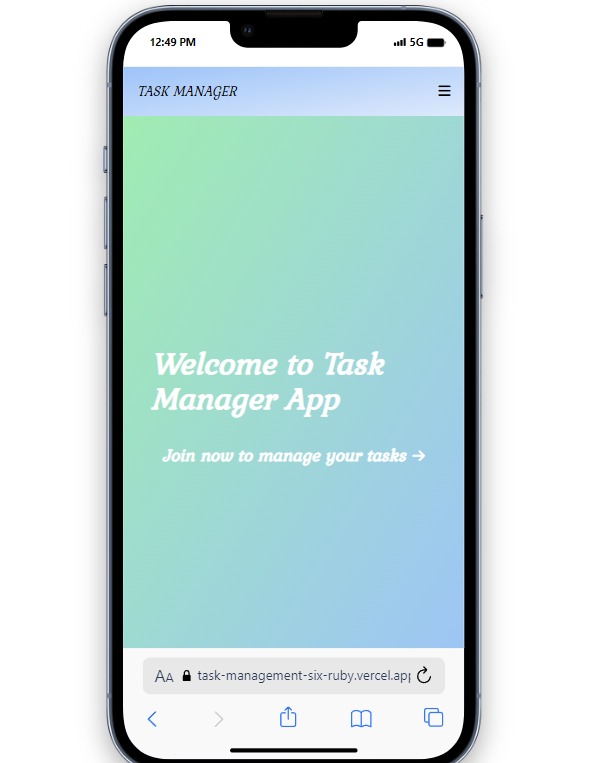 12:49 PM
5G
TASK MANAGER
Welcome to Task
Manager App
Join now to manage your tasks →
AA task-management-six-ruby.vercel.app